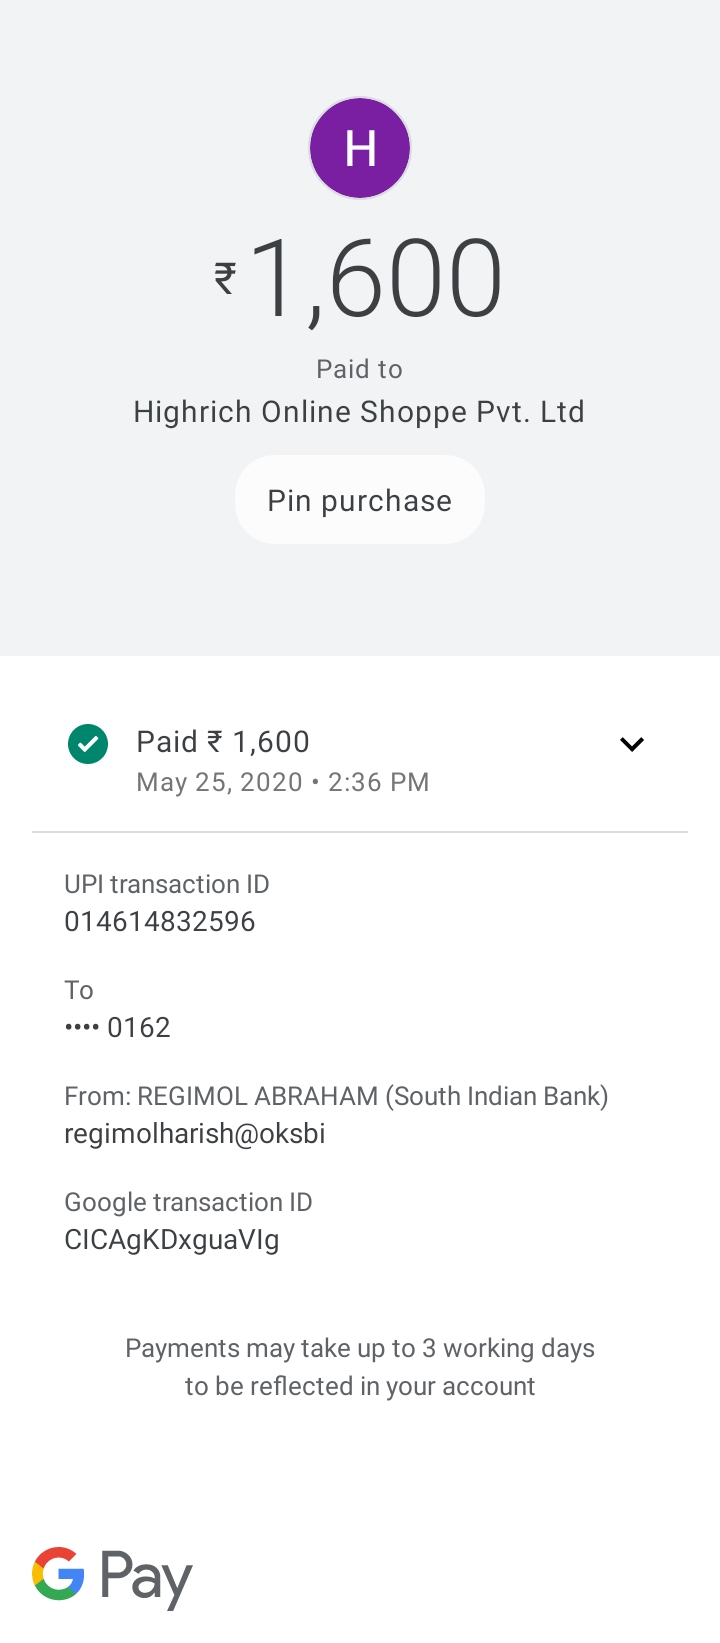 H
₹1,600
Paid to
Highrich Online Shoppe Pvt. Ltd
Pin purchase
Paid ₹ 1,600
May 25, 2020 • 2:36 PM
UPI transaction ID
014614832596
To
•••• 0162
From: REGIMOL ABRAHAM (South Indian Bank)
regimolharish@oksbi
Google transaction ID
CICAgKDxguaVIg
Payments may take up to 3 working days
to be reflected in your account
G Pay